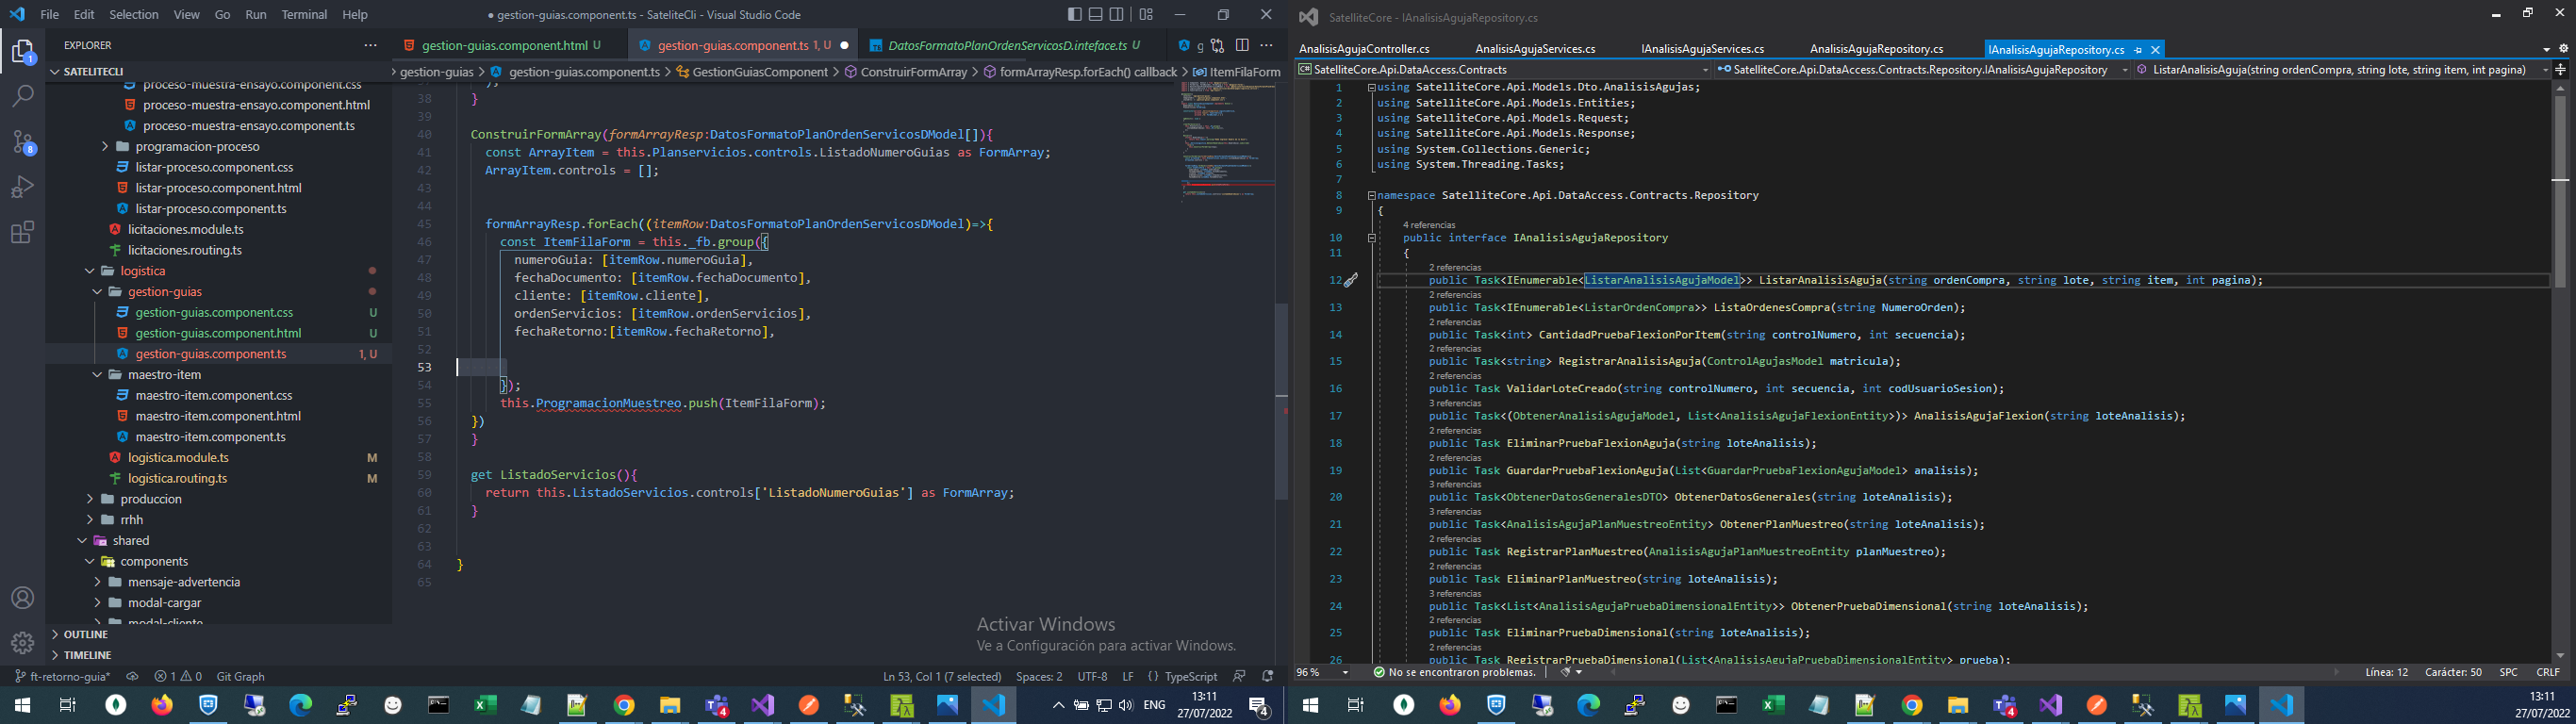 File Edit Selection View Go Run Terminal Help
● gestion-guias.component.ts - SateliteCli - Visual Studio Code
EXPLORER
SATELITECLI
proceso-muestra-ensayo.component.css
proceso-muestra-ensayo.component.html
proceso-muestra-ensayo.component.ts
programacion-proceso
listar-proceso.component.css
listar-proceso.component.html
listar-proceso.component.ts
licitaciones.module.ts
licitaciones.routing.ts
logistica
gestion-guias
gestion-guias.component.css U
gestion-guias.component.html U
gestion-guias.component.ts 1, U
maestro-item
maestro-item.component.css
maestro-item.component.html
maestro-item.component.ts
logistica.module.ts M
logistica.routing.ts M
produccion
rrhh
shared
components
mensaje-advertencia
modal-cargar
modal-cliente
OUTLINE
TIMELINE
gestion-guias.component.html U
gestion-guias.component.ts 1, U ●
DatosFormatoPlanOrdenServicosD.inteface.ts U
g
gestion-guias > gestion-guias.component.ts > GestionGuiasComponent > ConstruirFormArray > formArrayResp.forEach() callback > ItemFilaForm
38 }
39
40 ConstruirFormArray(formArrayResp:DatosFormatoPlanOrdenServicosDModel[]){
41 const ArrayItem = this.Planservicios.controls.ListadoNumeroGuias as FormArray;
42 ArrayItem.controls = [];
43
44
45 formArrayResp.forEach((itemRow:DatosFormatoPlanOrdenServicosDModel)=>{
46 const ItemFilaForm = this._fb.group({
47 numeroGuia: [itemRow.numeroGuia],
48 fechaDocumento: [itemRow.fechaDocumento],
49 cliente: [itemRow.cliente],
50 ordenServicios: [itemRow.ordenServicios],
51 fechaRetorno:[itemRow.fechaRetorno],
52
53
54 });
55 this.ProgramacionMuestreo.push(ItemFilaForm);
56 })
57 }
58
59 get ListadoServicios(){
60 return this.ListadoServicios.controls['ListadoNumeroGuias'] as FormArray;
61 }
62
63
64 }
65
Activar Windows
Ve a Configuración para activar Windows.
ft-retorno-guia* 1 0 Git Graph
Ln 53, Col 1 (7 selected) Spaces: 2 UTF-8 LF {} TypeScript
ENG 13:11 27/07/2022 4
SatelliteCore - IAnalisisAgujaRepository.cs
AnalisisAgujaController.cs AnalisisAgujaServices.cs IAnalisisAgujaServices.cs AnalisisAgujaRepository.cs IAnalisisAgujaRepository.cs
SatelliteCore.Api.DataAccess.Contracts
SatelliteCore.Api.DataAccess.Contracts.Repository.IAnalisisAgujaRepository
ListarAnalisisAguja(string ordenCompra, string lote, string item, int pagina)
1 using SatelliteCore.Api.Models.Dto.AnalisisAgujas;
2 using SatelliteCore.Api.Models.Entities;
3 using SatelliteCore.Api.Models.Request;
4 using SatelliteCore.Api.Models.Response;
5 using System.Collections.Generic;
6 using System.Threading.Tasks;
7
8 namespace SatelliteCore.Api.DataAccess.Contracts.Repository
9 {
4 referencias
10 public interface IAnalisisAgujaRepository
11 {
2 referencias
12 public Task<IEnumerable<ListarAnalisisAgujaModel>> ListarAnalisisAguja(string ordenCompra, string lote, string item, int pagina);
2 referencias
13 public Task<IEnumerable<ListarOrdenCompra>> ListaOrdenesCompra(string NumeroOrden);
2 referencias
14 public Task<int> CantidadPruebaFlexionPorItem(string controlNumero, int secuencia);
2 referencias
15 public Task<string> RegistrarAnalisisAguja(ControlAgujasModel matricula);
2 referencias
16 public Task ValidarLoteCreado(string controlNumero, int secuencia, int codUsuarioSesion);
3 referencias
17 public Task<(ObtenerAnalisisAgujaModel, List<AnalisisAgujaFlexionEntity>)> AnalisisAgujaFlexion(string loteAnalisis);
2 referencias
18 public Task EliminarPruebaFlexionAguja(string loteAnalisis);
2 referencias
19 public Task GuardarPruebaFlexionAguja(List<GuardarPruebaFlexionAgujaModel> analisis);
3 referencias
20 public Task<ObtenerDatosGeneralesDTO> ObtenerDatosGenerales(string loteAnalisis);
3 referencias
21 public Task<AnalisisAgujaPlanMuestreoEntity> ObtenerPlanMuestreo(string loteAnalisis);
2 referencias
22 public Task RegistrarPlanMuestreo(AnalisisAgujaPlanMuestreoEntity planMuestreo);
2 referencias
23 public Task EliminarPlanMuestreo(string loteAnalisis);
3 referencias
24 public Task<List<AnalisisAgujaPruebaDimensionalEntity>> ObtenerPruebaDimensional(string loteAnalisis);
2 referencias
25 public Task EliminarPruebaDimensional(string loteAnalisis);
2 referencias
26 public Task RegistrarPruebaDimensional(List<AnalisisAgujaPruebaDimensionalEntity> prueba);
96 % No se encontraron problemas. Línea: 12 Carácter: 50 SPC CRLF
13:11
27/07/2022